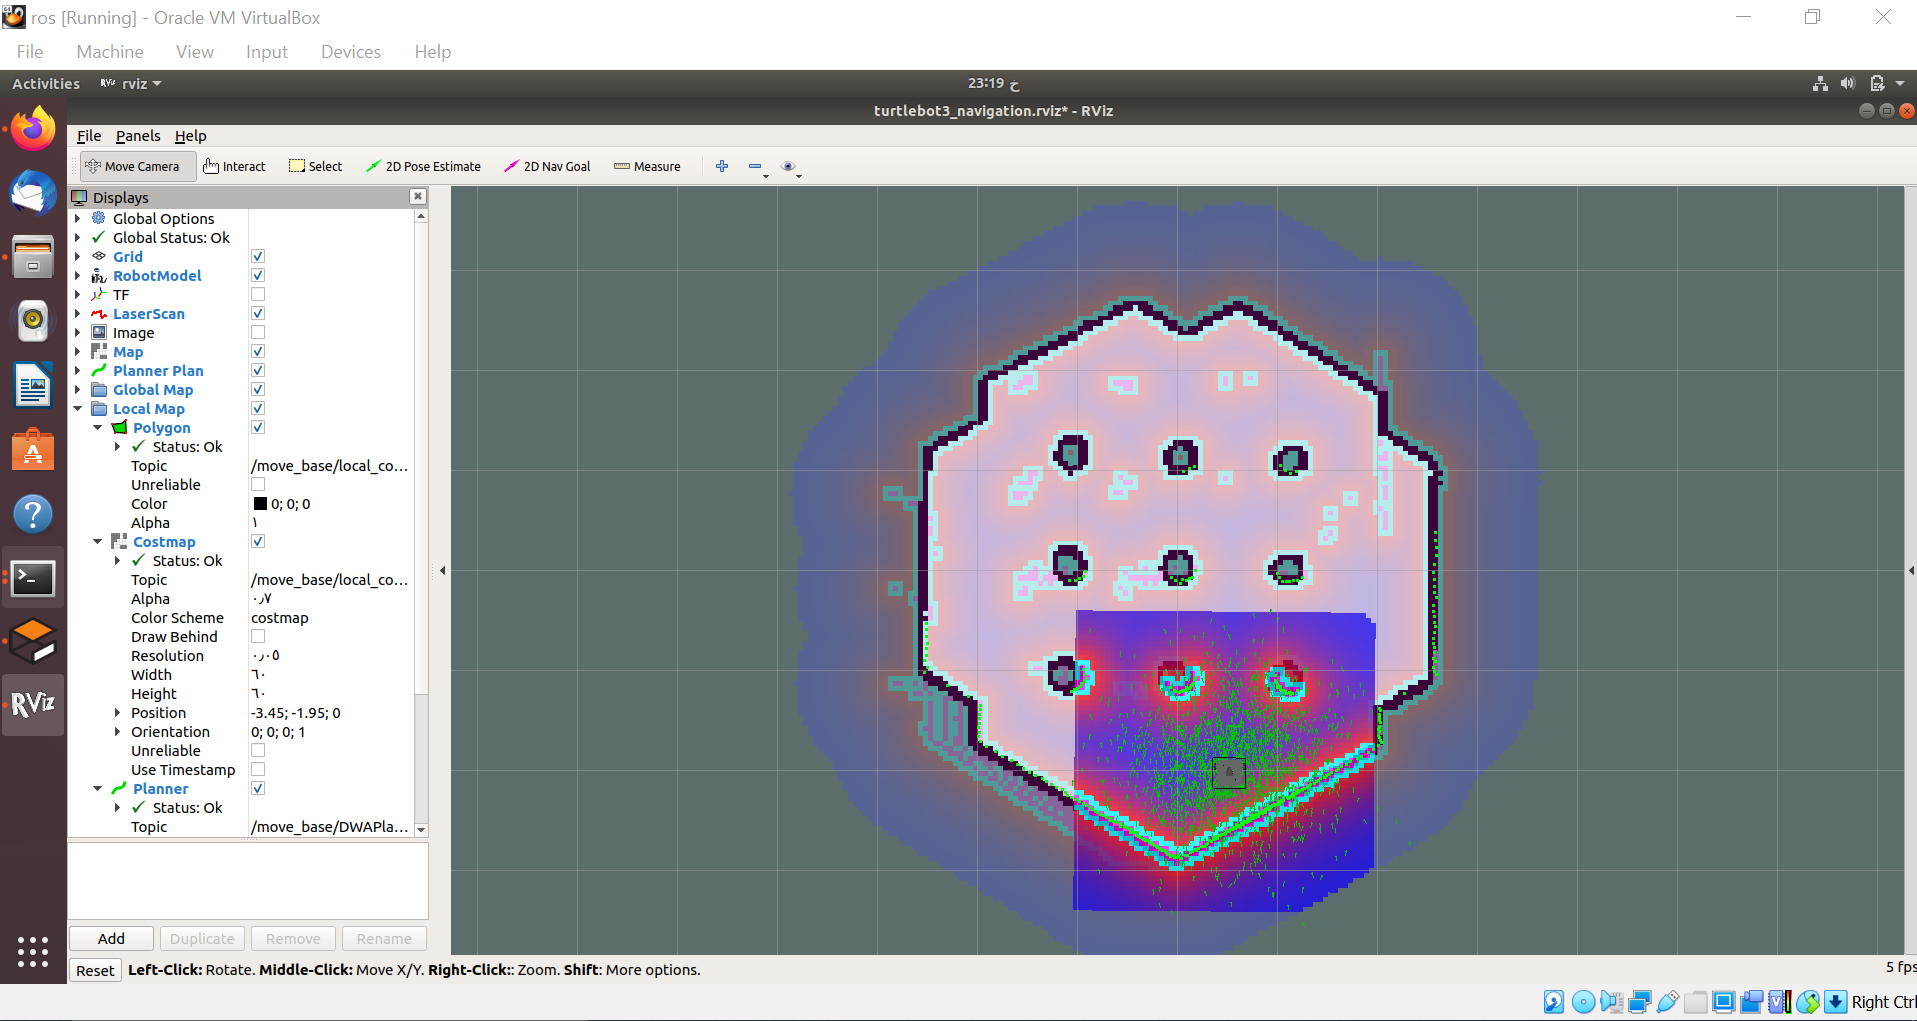 ros [Running] - Oracle VM VirtualBox
File Machine View Input Devices Help
Activities rviz 23:19 خ
turtlebot3_navigation.rviz* - RViz
File Panels Help
Move Camera Interact Select 2D Pose Estimate 2D Nav Goal Measure
Displays
Global Options
Global Status: Ok
Grid
RobotModel
TF
LaserScan
Image
Map
Planner Plan
Global Map
Local Map
Polygon
Status: Ok
Topic /move_base/local_co...
Unreliable
Color 0; 0; 0
Alpha ١
Costmap
Status: Ok
Topic /move_base/local_co...
Alpha ٠٫٧
Color Scheme costmap
Draw Behind
Resolution ٠٫٠٥
Width ٦٠
Height ٦٠
Position -3.45; -1.95; 0
Orientation 0; 0; 0; 1
Unreliable
Use Timestamp
Planner
Status: Ok
Topic /move_base/DWAPla...
RViz
Add Duplicate Remove Rename
Reset Left-Click: Rotate. Middle-Click: Move X/Y. Right-Click:: Zoom. Shift: More options. 5 fps
Right Ctrl